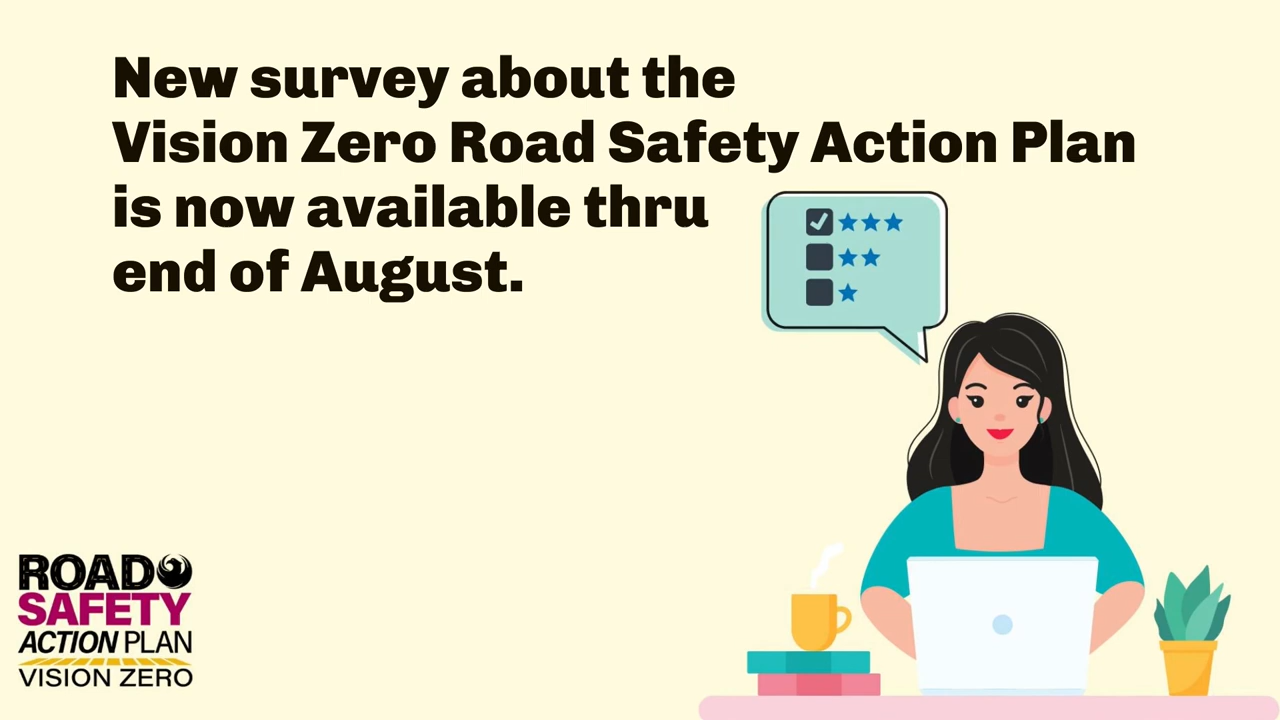 New survey about the
Vision Zero Road Safety Action Plan
is now available thru
end of August.
ROAD
SAFETY
ACTION PLAN
VISION ZERO